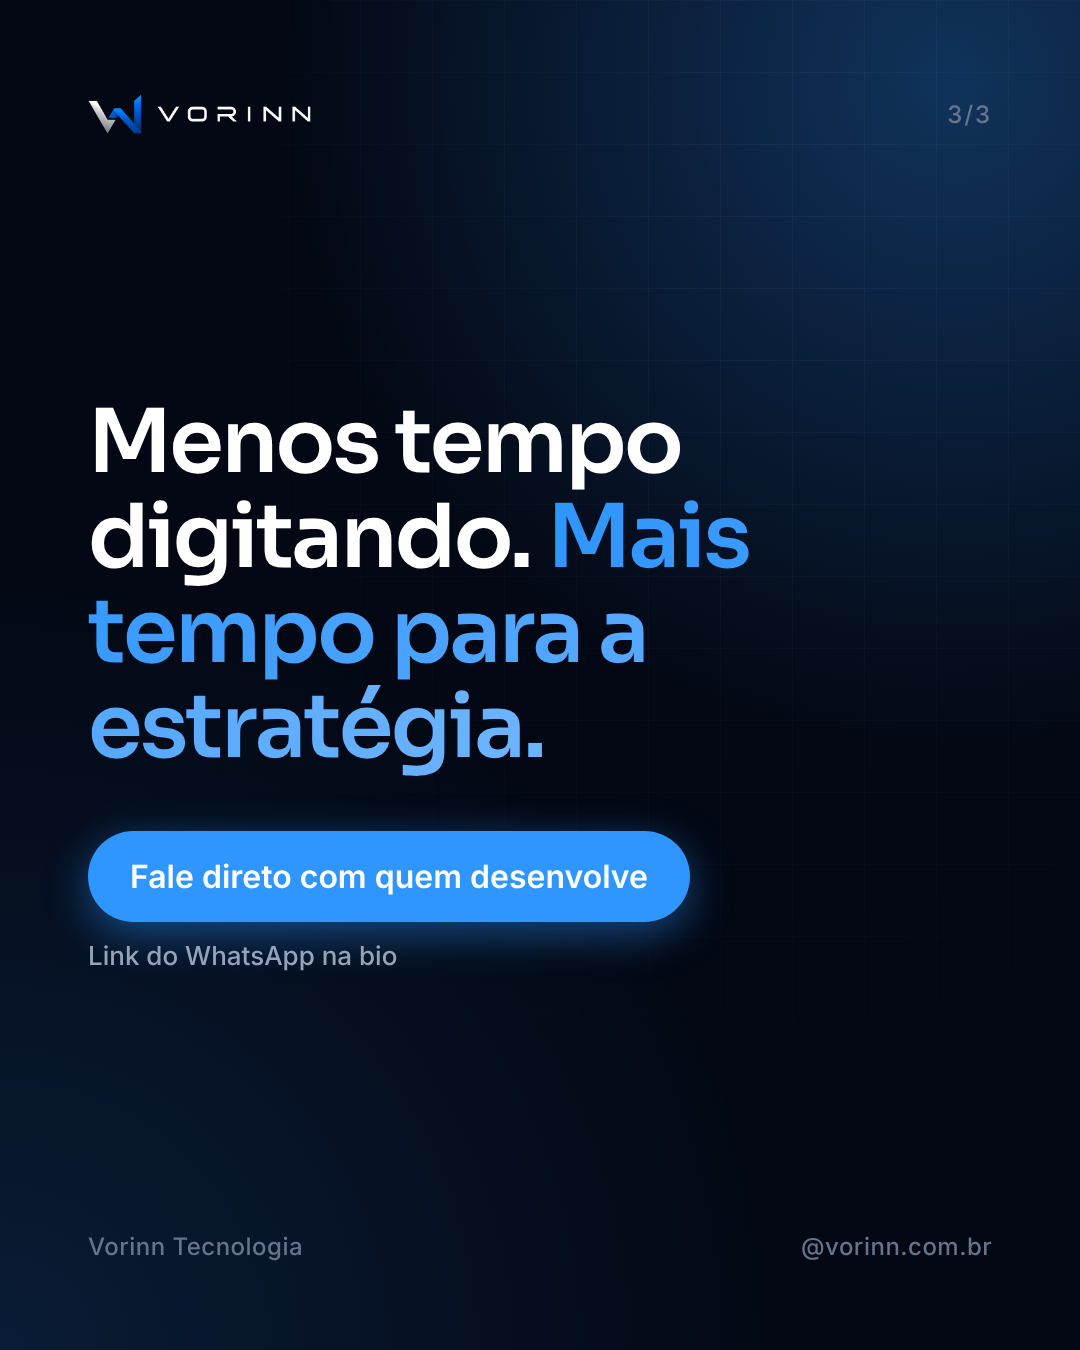 VORINN
3/3
Menos tempo
digitando. Mais
tempo para a
estratégia.
Fale direto com quem desenvolve
Link do WhatsApp na bio
Vorinn Tecnologia
@vorinn.com.br